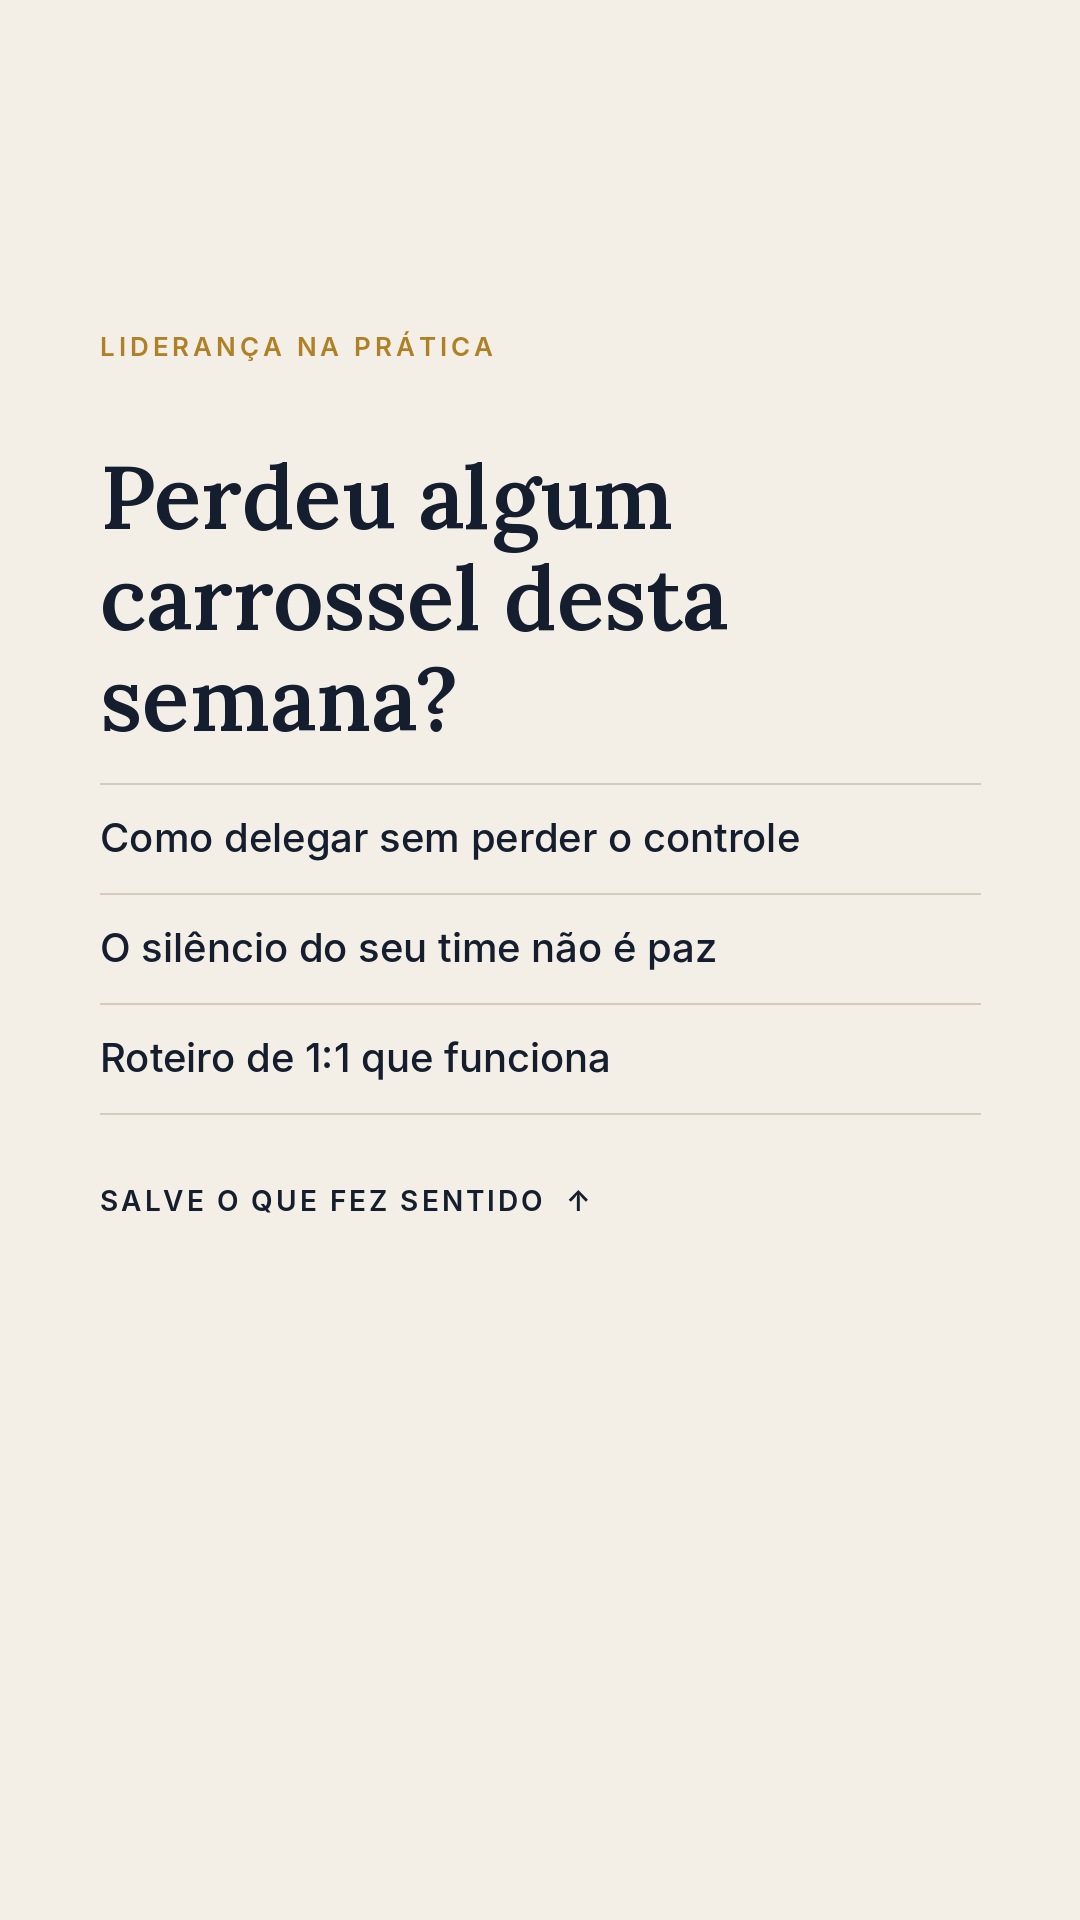 LIDERANÇA NA PRÁTICA
Perdeu algum
carrossel desta
semana?
Como delegar sem perder o controle
O silêncio do seu time não é paz
Roteiro de 1:1 que funciona
SALVE O QUE FEZ SENTIDO ↑